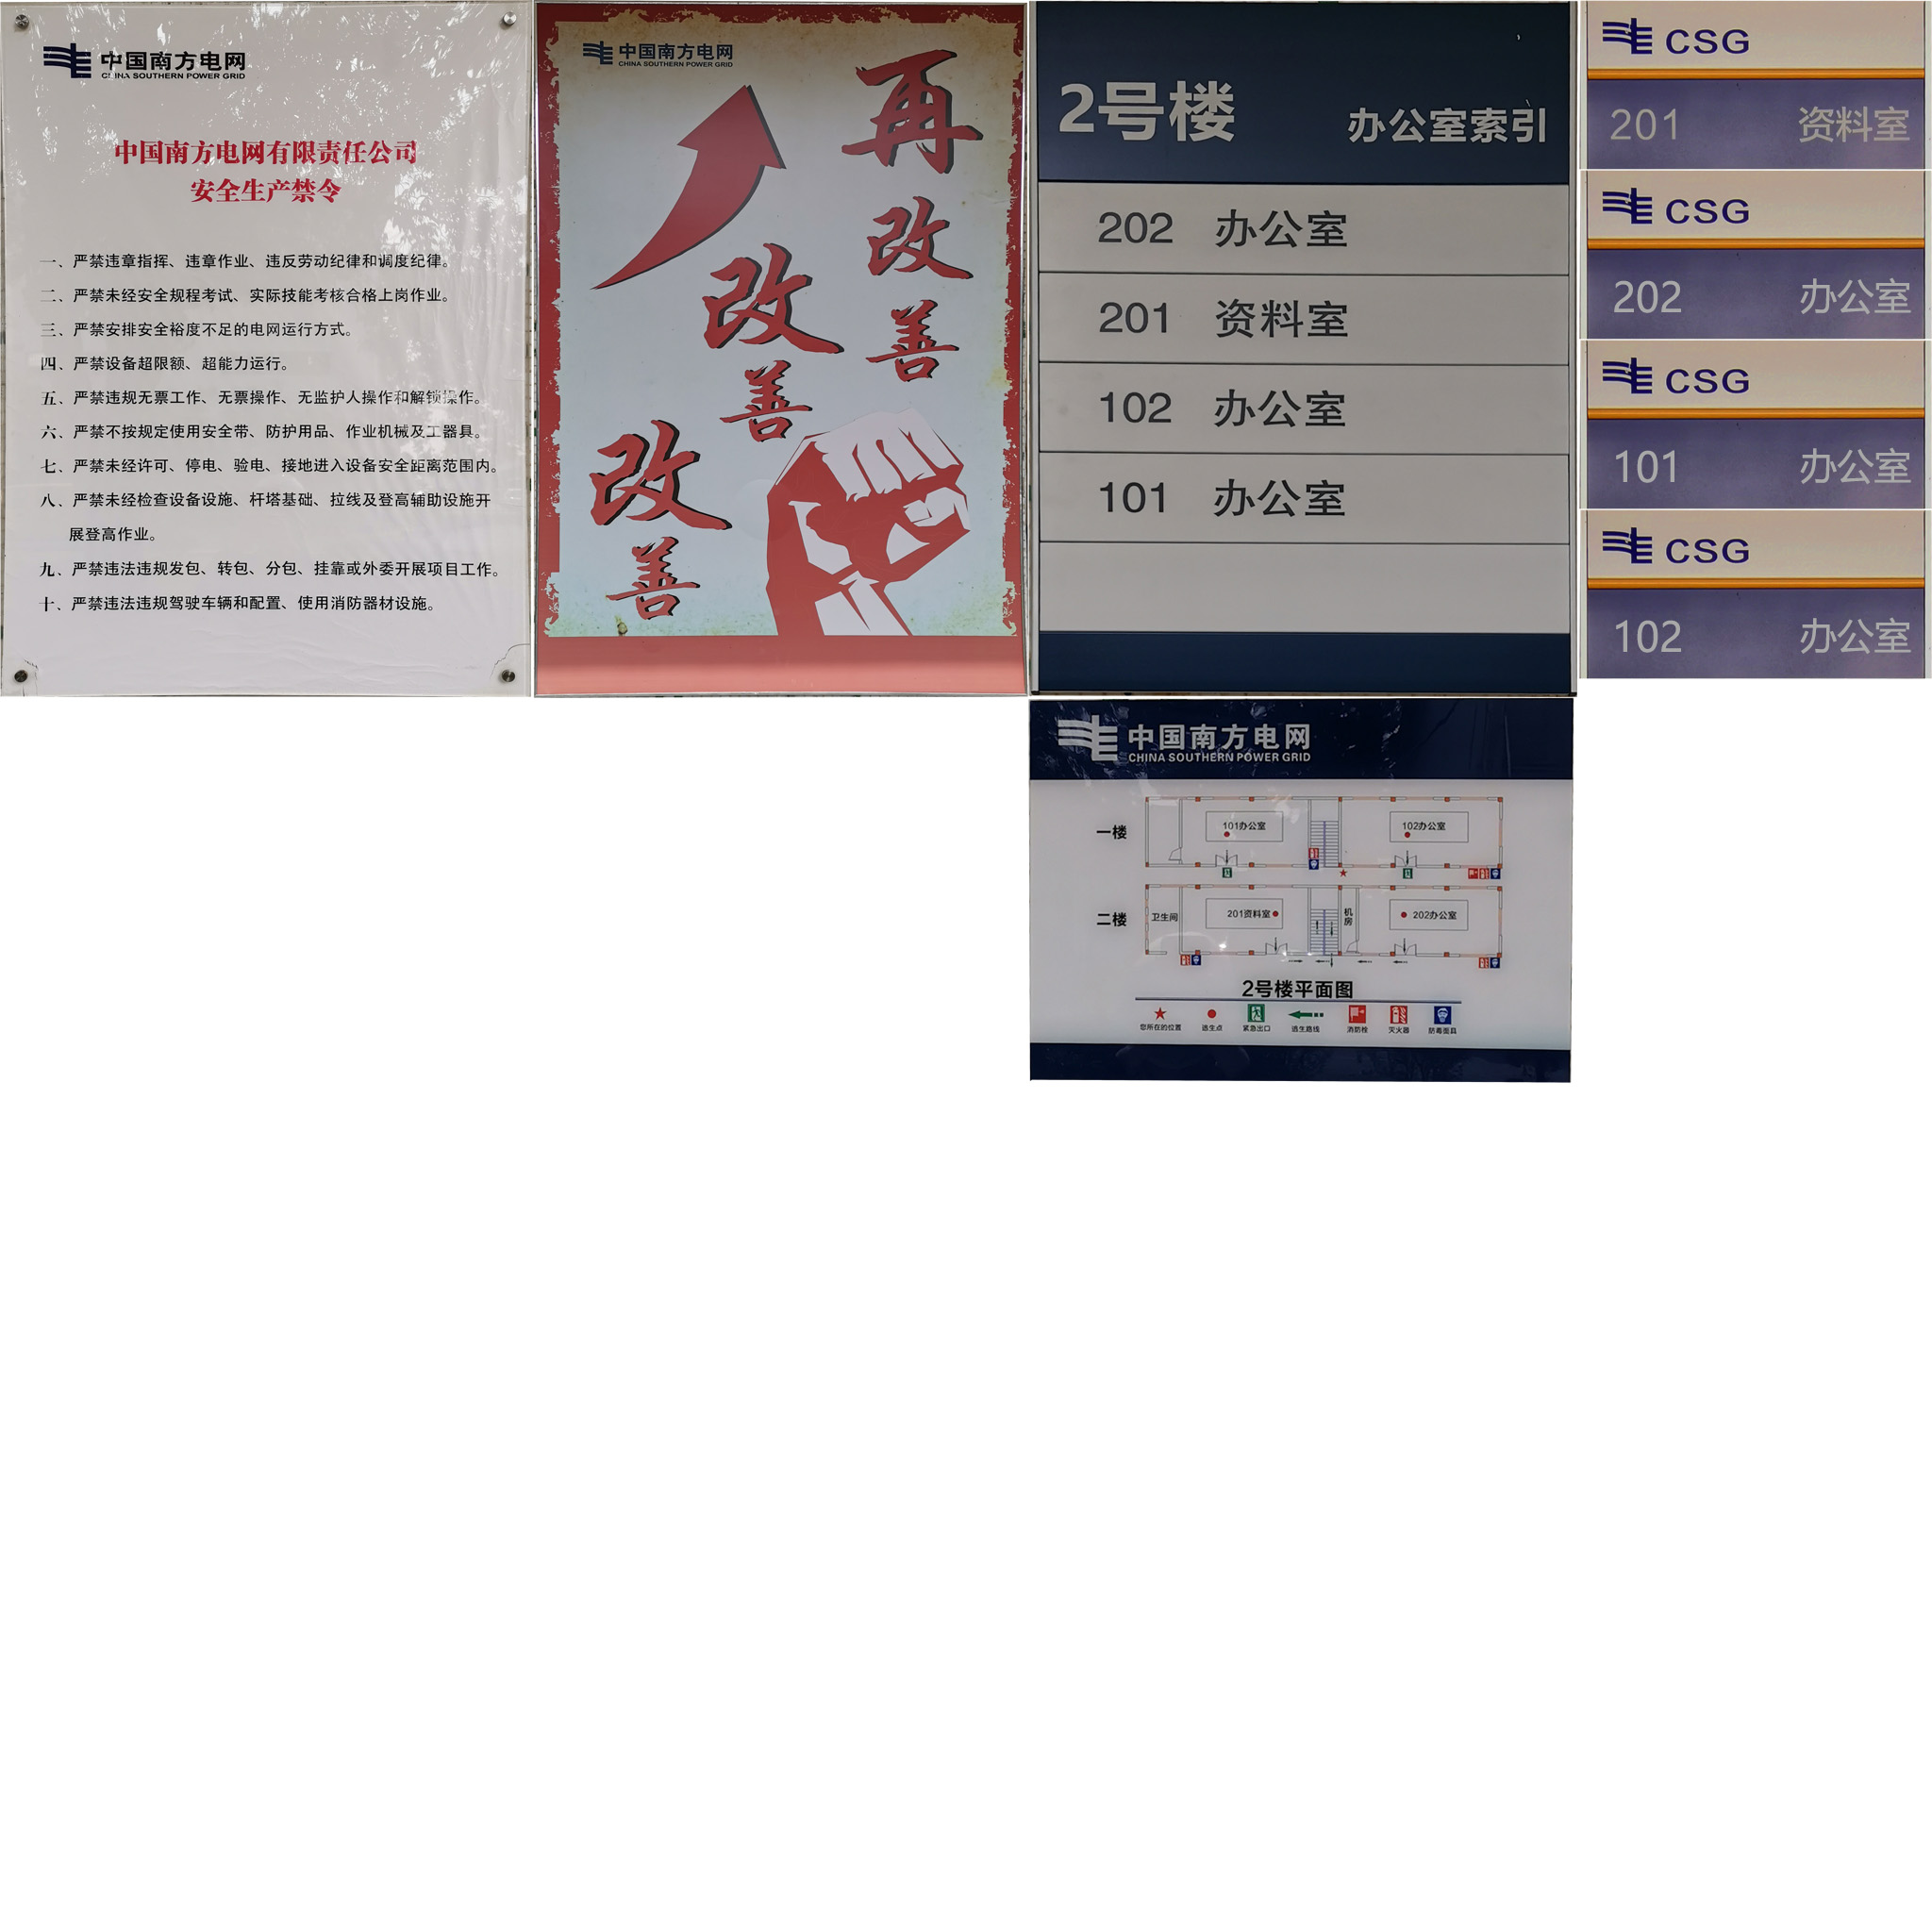 中国南方电网
CHINA SOUTHERN POWER GRID
中国南方电网有限责任公司
安全生产禁令
一、严禁违章指挥、违章作业、违反劳动纪律和调度纪律。
二、严禁未经安全规程考试、实际技能考核合格上岗作业。
三、严禁安排安全裕度不足的电网运行方式。
四、严禁设备超限额、超能力运行。
五、严禁违规无票工作、无票操作、无监护人操作和解锁操作。
六、严禁不按规定使用安全带、防护用品、作业机械及工器具。
七、严禁未经许可、停电、验电、接地进入设备安全距离范围内。
八、严禁未经检查设备设施、杆塔基础、拉线及登高辅助设施开
展登高作业。
九、严禁违法违规发包、转包、分包、挂靠或外委开展项目工作。
十、严禁违法违规驾驶车辆和配置、使用消防器材设施。
中国南方电网
CHINA SOUTHERN POWER GRID
改善
改善
再改善
2号楼 办公室索引
202 办公室
201 资料室
102 办公室
101 办公室
CSG
201 资料室
CSG
202 办公室
CSG
101 办公室
CSG
102 办公室
中国南方电网
CHINA SOUTHERN POWER GRID
一楼 101办公室 102办公室
二楼 卫生间 201资料室 机房 202办公室
2号楼平面图
您所在的位置 逃生点 紧急出口 逃生路线 消防栓 灭火器 防毒面具